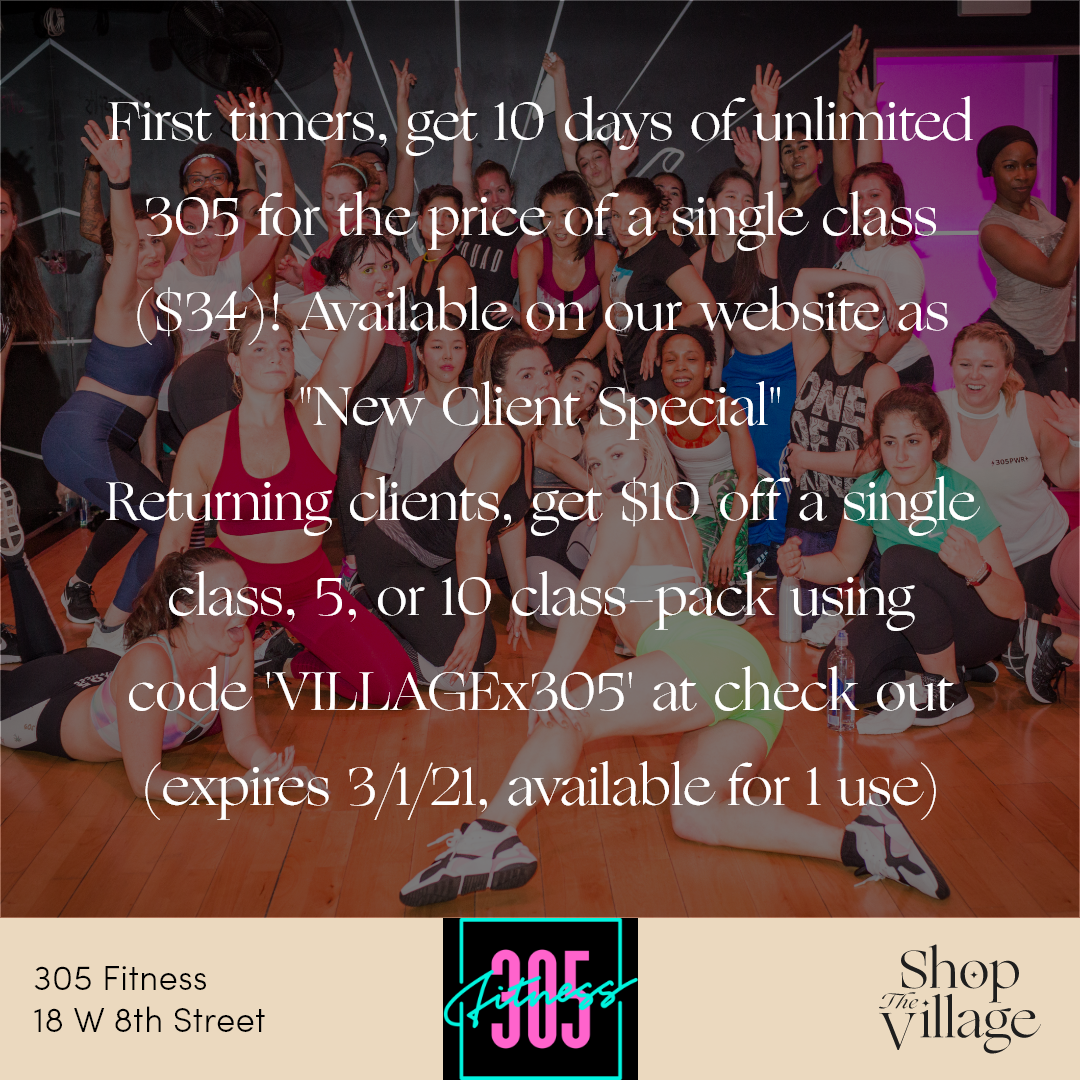 First timers, get 10 days of unlimited
305 for the price of a single class
($34)! Available on our website as
"New Client Special"
Returning clients, get $10 off a single
class, 5, or 10 class-pack using
code 'VILLAGEx305' at check out
(expires 3/1/21, available for 1 use)
+305PWR+
305 Fitness
18 W 8th Street
305
Fitness
Shop
The
Village